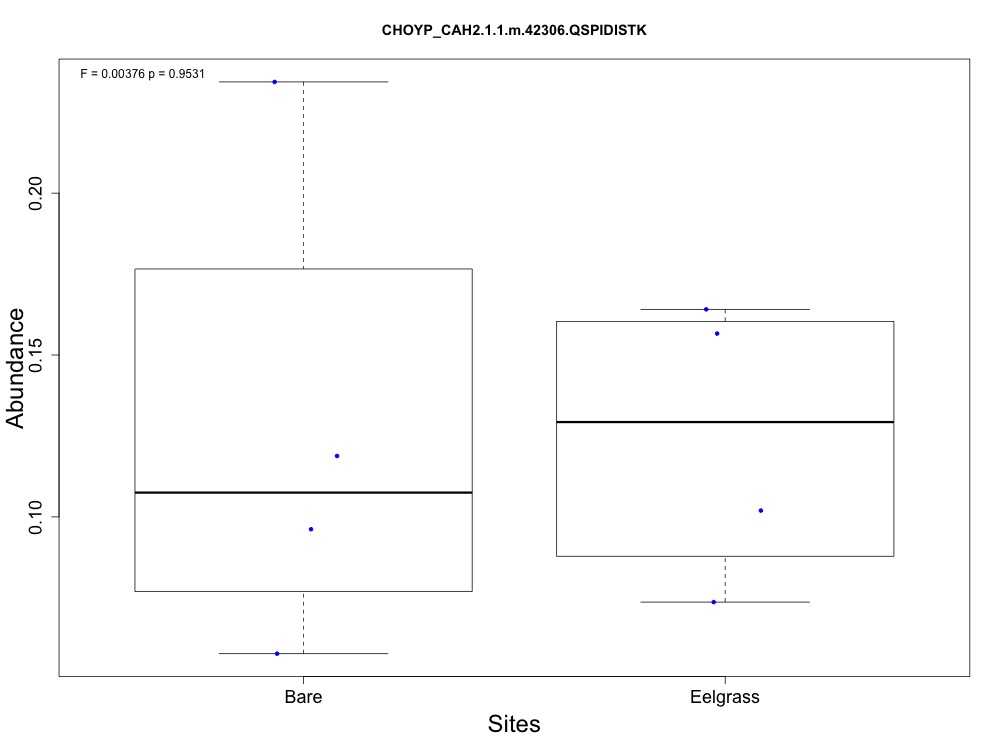 CHOYP_CAH2.1.1.m.42306.QSPIDISTK
F = 0.00376 p = 0.9531
Abundance
0.20
0.15
0.10
Bare
Eelgrass
Sites